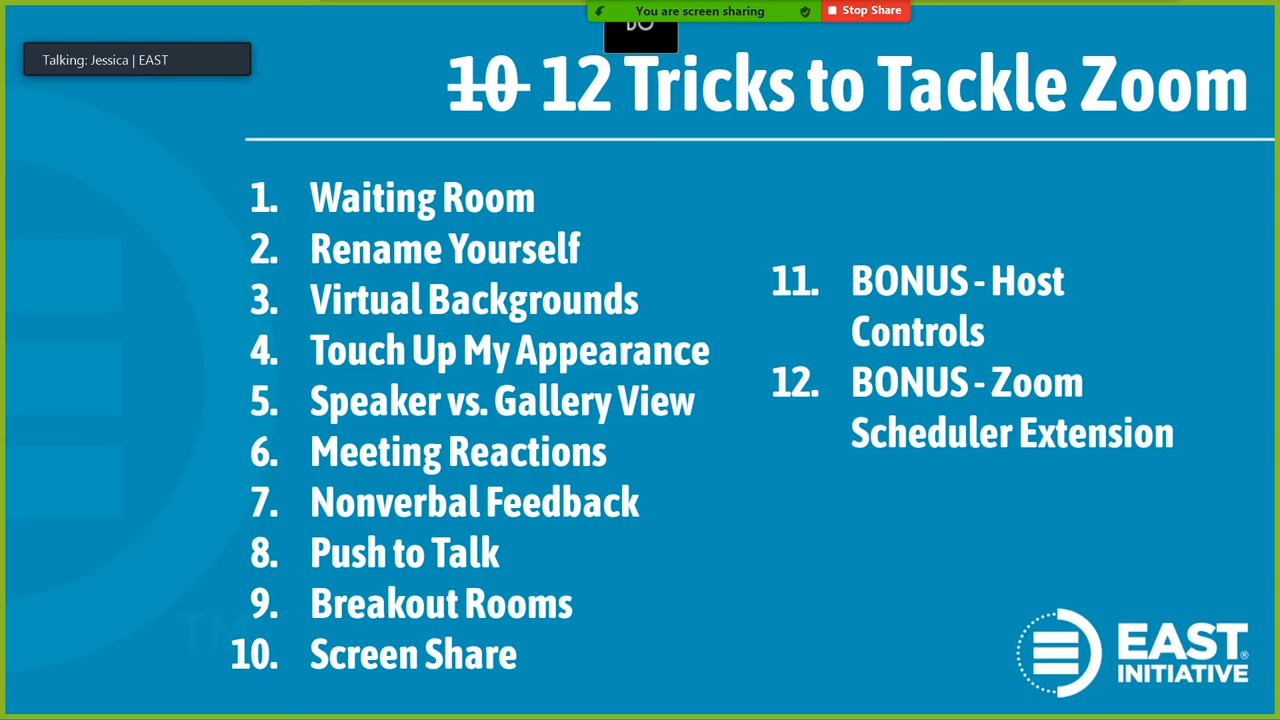 You are screen sharing
Stop Share
Talking: Jessica | EAST
10 12 Tricks to Tackle Zoom
1. Waiting Room
2. Rename Yourself
3. Virtual Backgrounds
4. Touch Up My Appearance
5. Speaker vs. Gallery View
6. Meeting Reactions
7. Nonverbal Feedback
8. Push to Talk
9. Breakout Rooms
10. Screen Share
11. BONUS - Host
Controls
12. BONUS - Zoom
Scheduler Extension
TM
EAST®
INITIATIVE